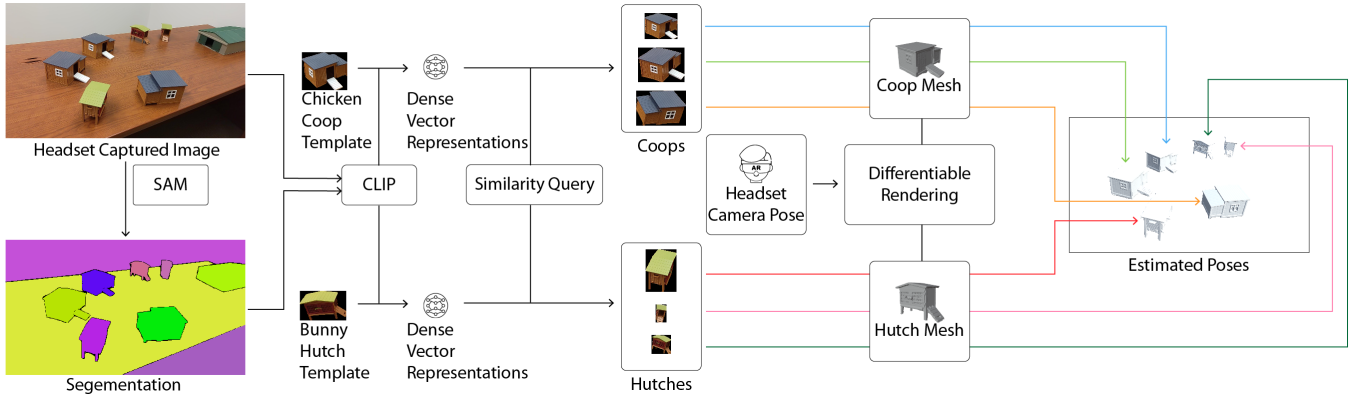 Headset Captured Image
SAM
Segementation
Chicken
Coop
Template
Dense
Vector
Representations
CLIP
Similarity Query
Bunny
Hutch
Template
Dense
Vector
Representations
Coops
AR
Headset
Camera Pose
Hutches
Coop Mesh
Differentiable
Rendering
Hutch Mesh
Estimated Poses